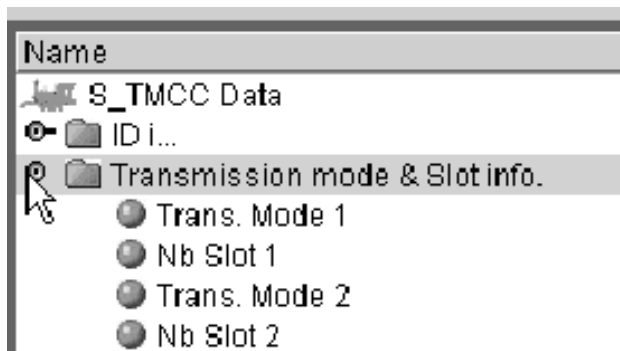 Name
S_TMCC Data
ID i...
Transmission mode & Slot info.
Trans. Mode 1
Nb Slot 1
Trans. Mode 2
Nb Slot 2